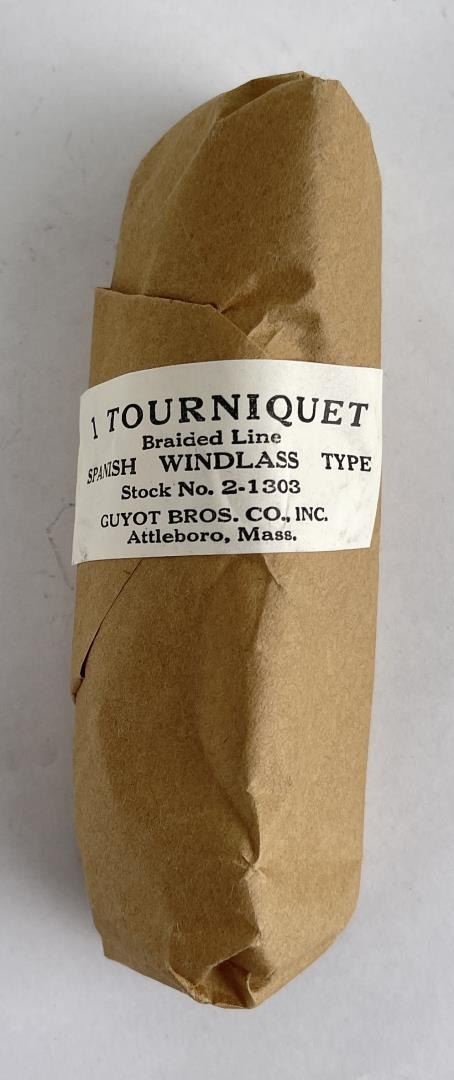 1 TOURNIQUET
Braided Line
SPANISH WINDLASS TYPE
Stock No. 2-1303
GUYOT BROS. CO., INC.
Attleboro, Mass.